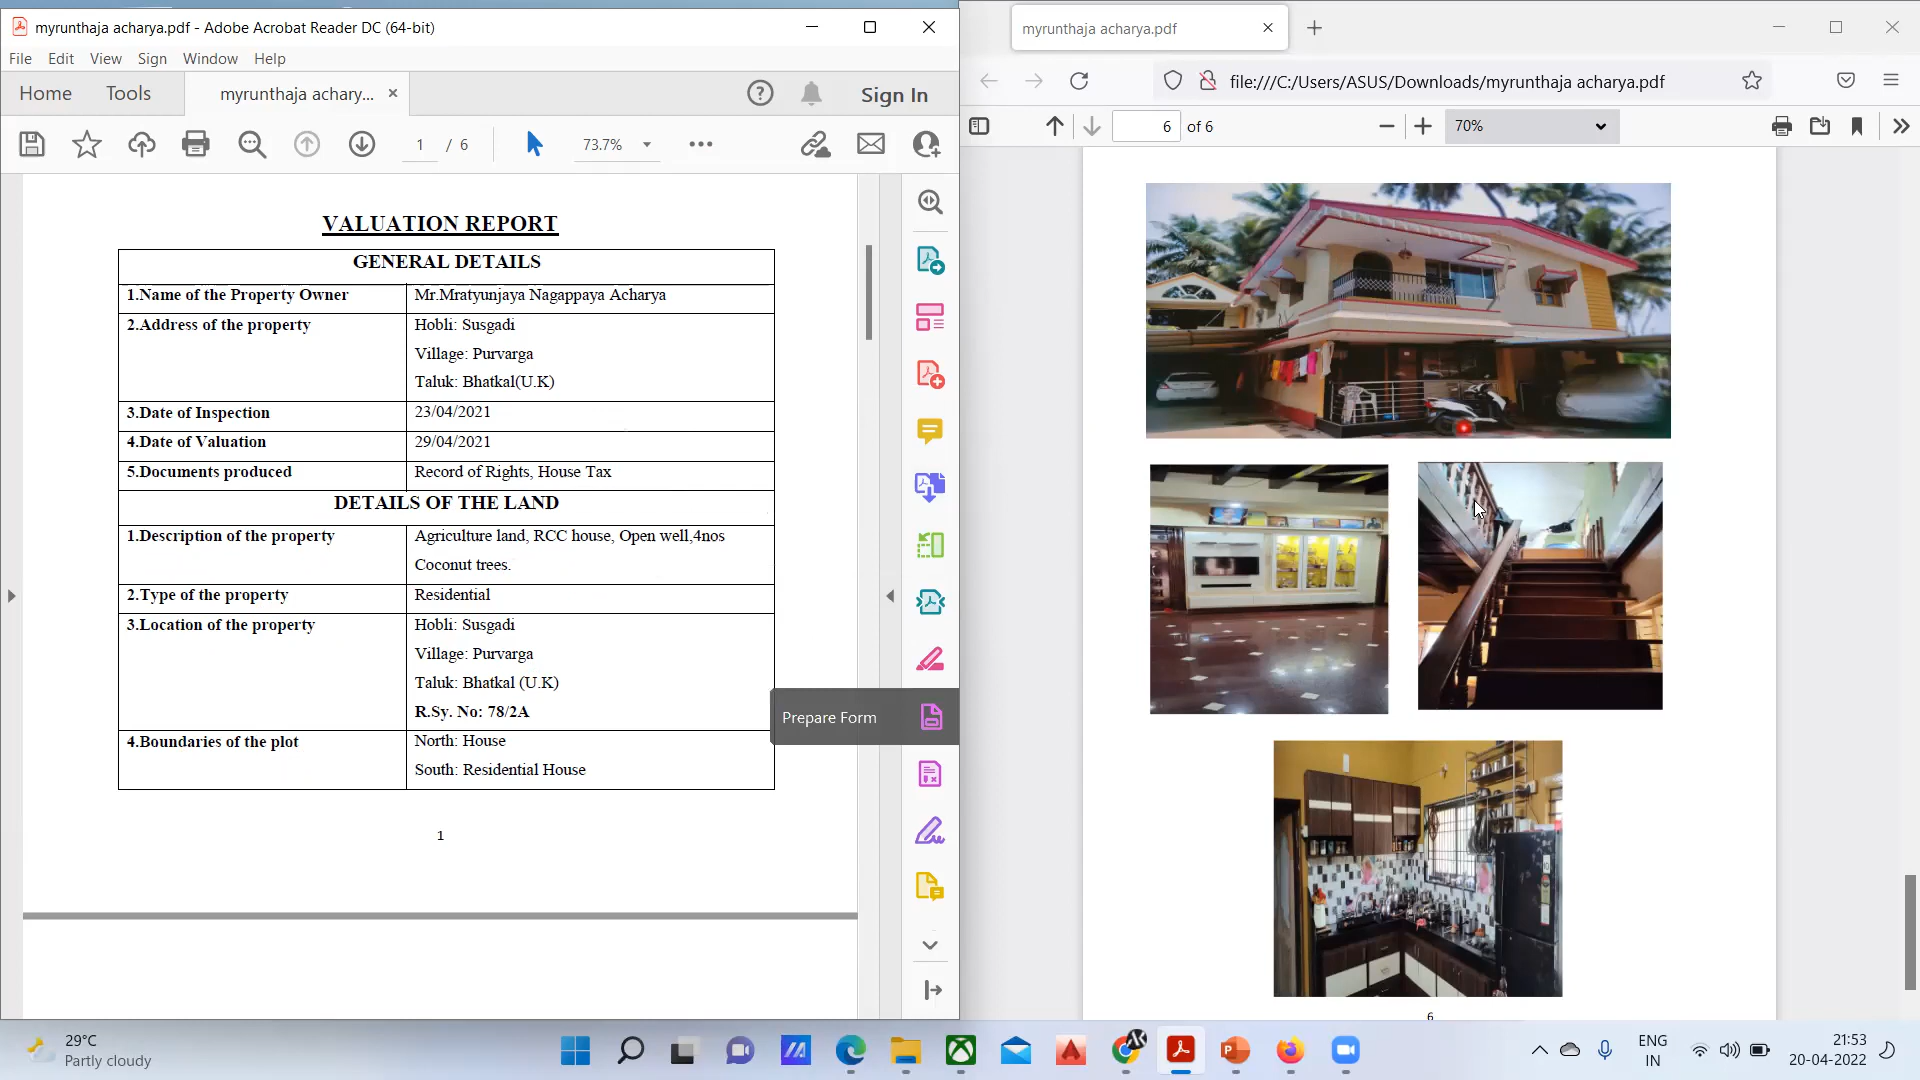 myrunthaja acharya.pdf - Adobe Acrobat Reader DC (64-bit)
File Edit View Sign Window Help
Home Tools myrunthaja achary... Sign In
1 / 6 73.7%
VALUATION REPORT
GENERAL DETAILS
1.Name of the Property Owner Mr.Mratyunjaya Nagappaya Acharya
2.Address of the property Hobli: Susgadi
Village: Purvarga
Taluk: Bhatkal(U.K)
3.Date of Inspection 23/04/2021
4.Date of Valuation 29/04/2021
5.Documents produced Record of Rights, House Tax
DETAILS OF THE LAND
1.Description of the property Agriculture land, RCC house, Open well,4nos
Coconut trees.
2.Type of the property Residential
3.Location of the property Hobli: Susgadi
Village: Purvarga
Taluk: Bhatkal (U.K)
R.Sy. No: 78/2A
4.Boundaries of the plot North: House
South: Residential House
1
Prepare Form
myrunthaja acharya.pdf
file:///C:/Users/ASUS/Downloads/myrunthaja acharya.pdf
6 of 6 70%
6
29°C
Partly cloudy
ENG
IN
21:53
20-04-2022